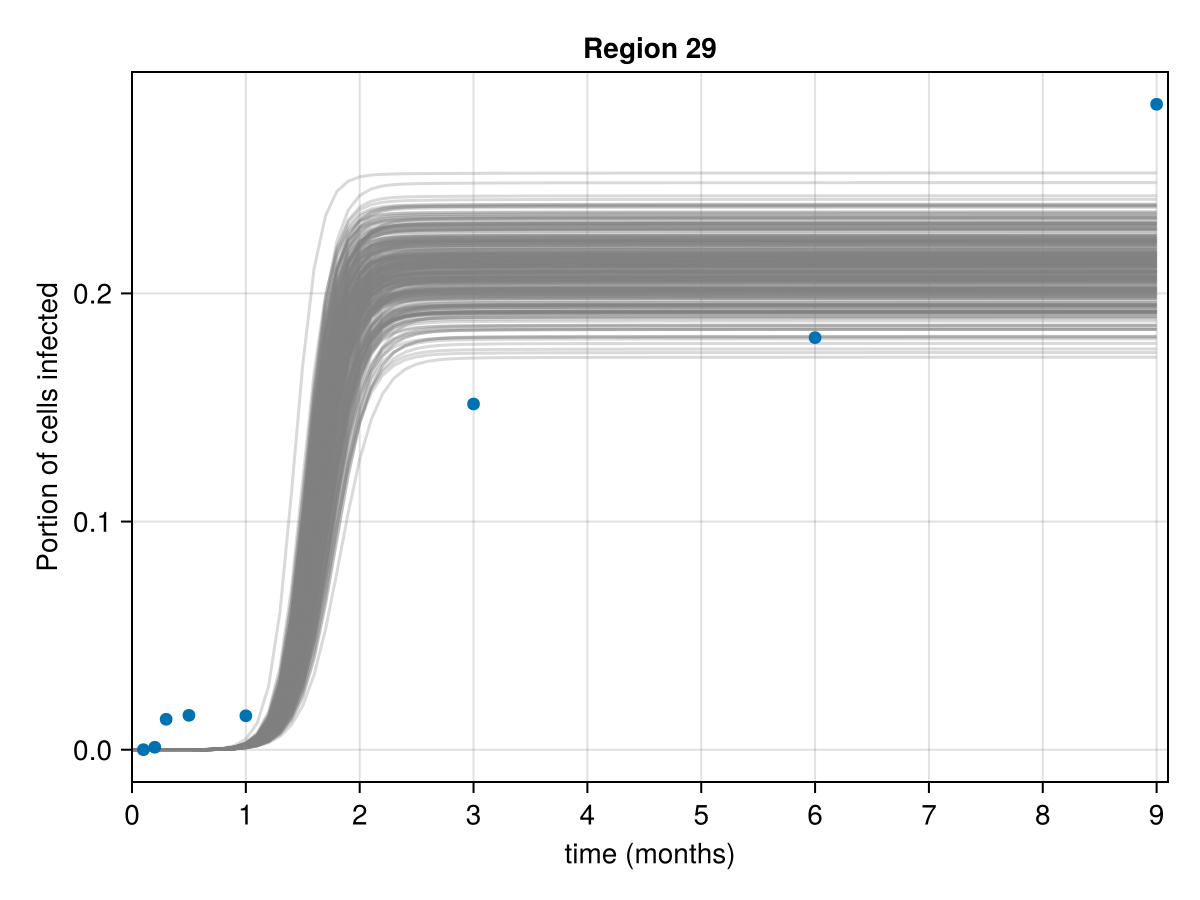 Region 29
Portion of cells infected
0.2
0.1
0.0
0 1 2 3 4 5 6 7 8 9
time (months)